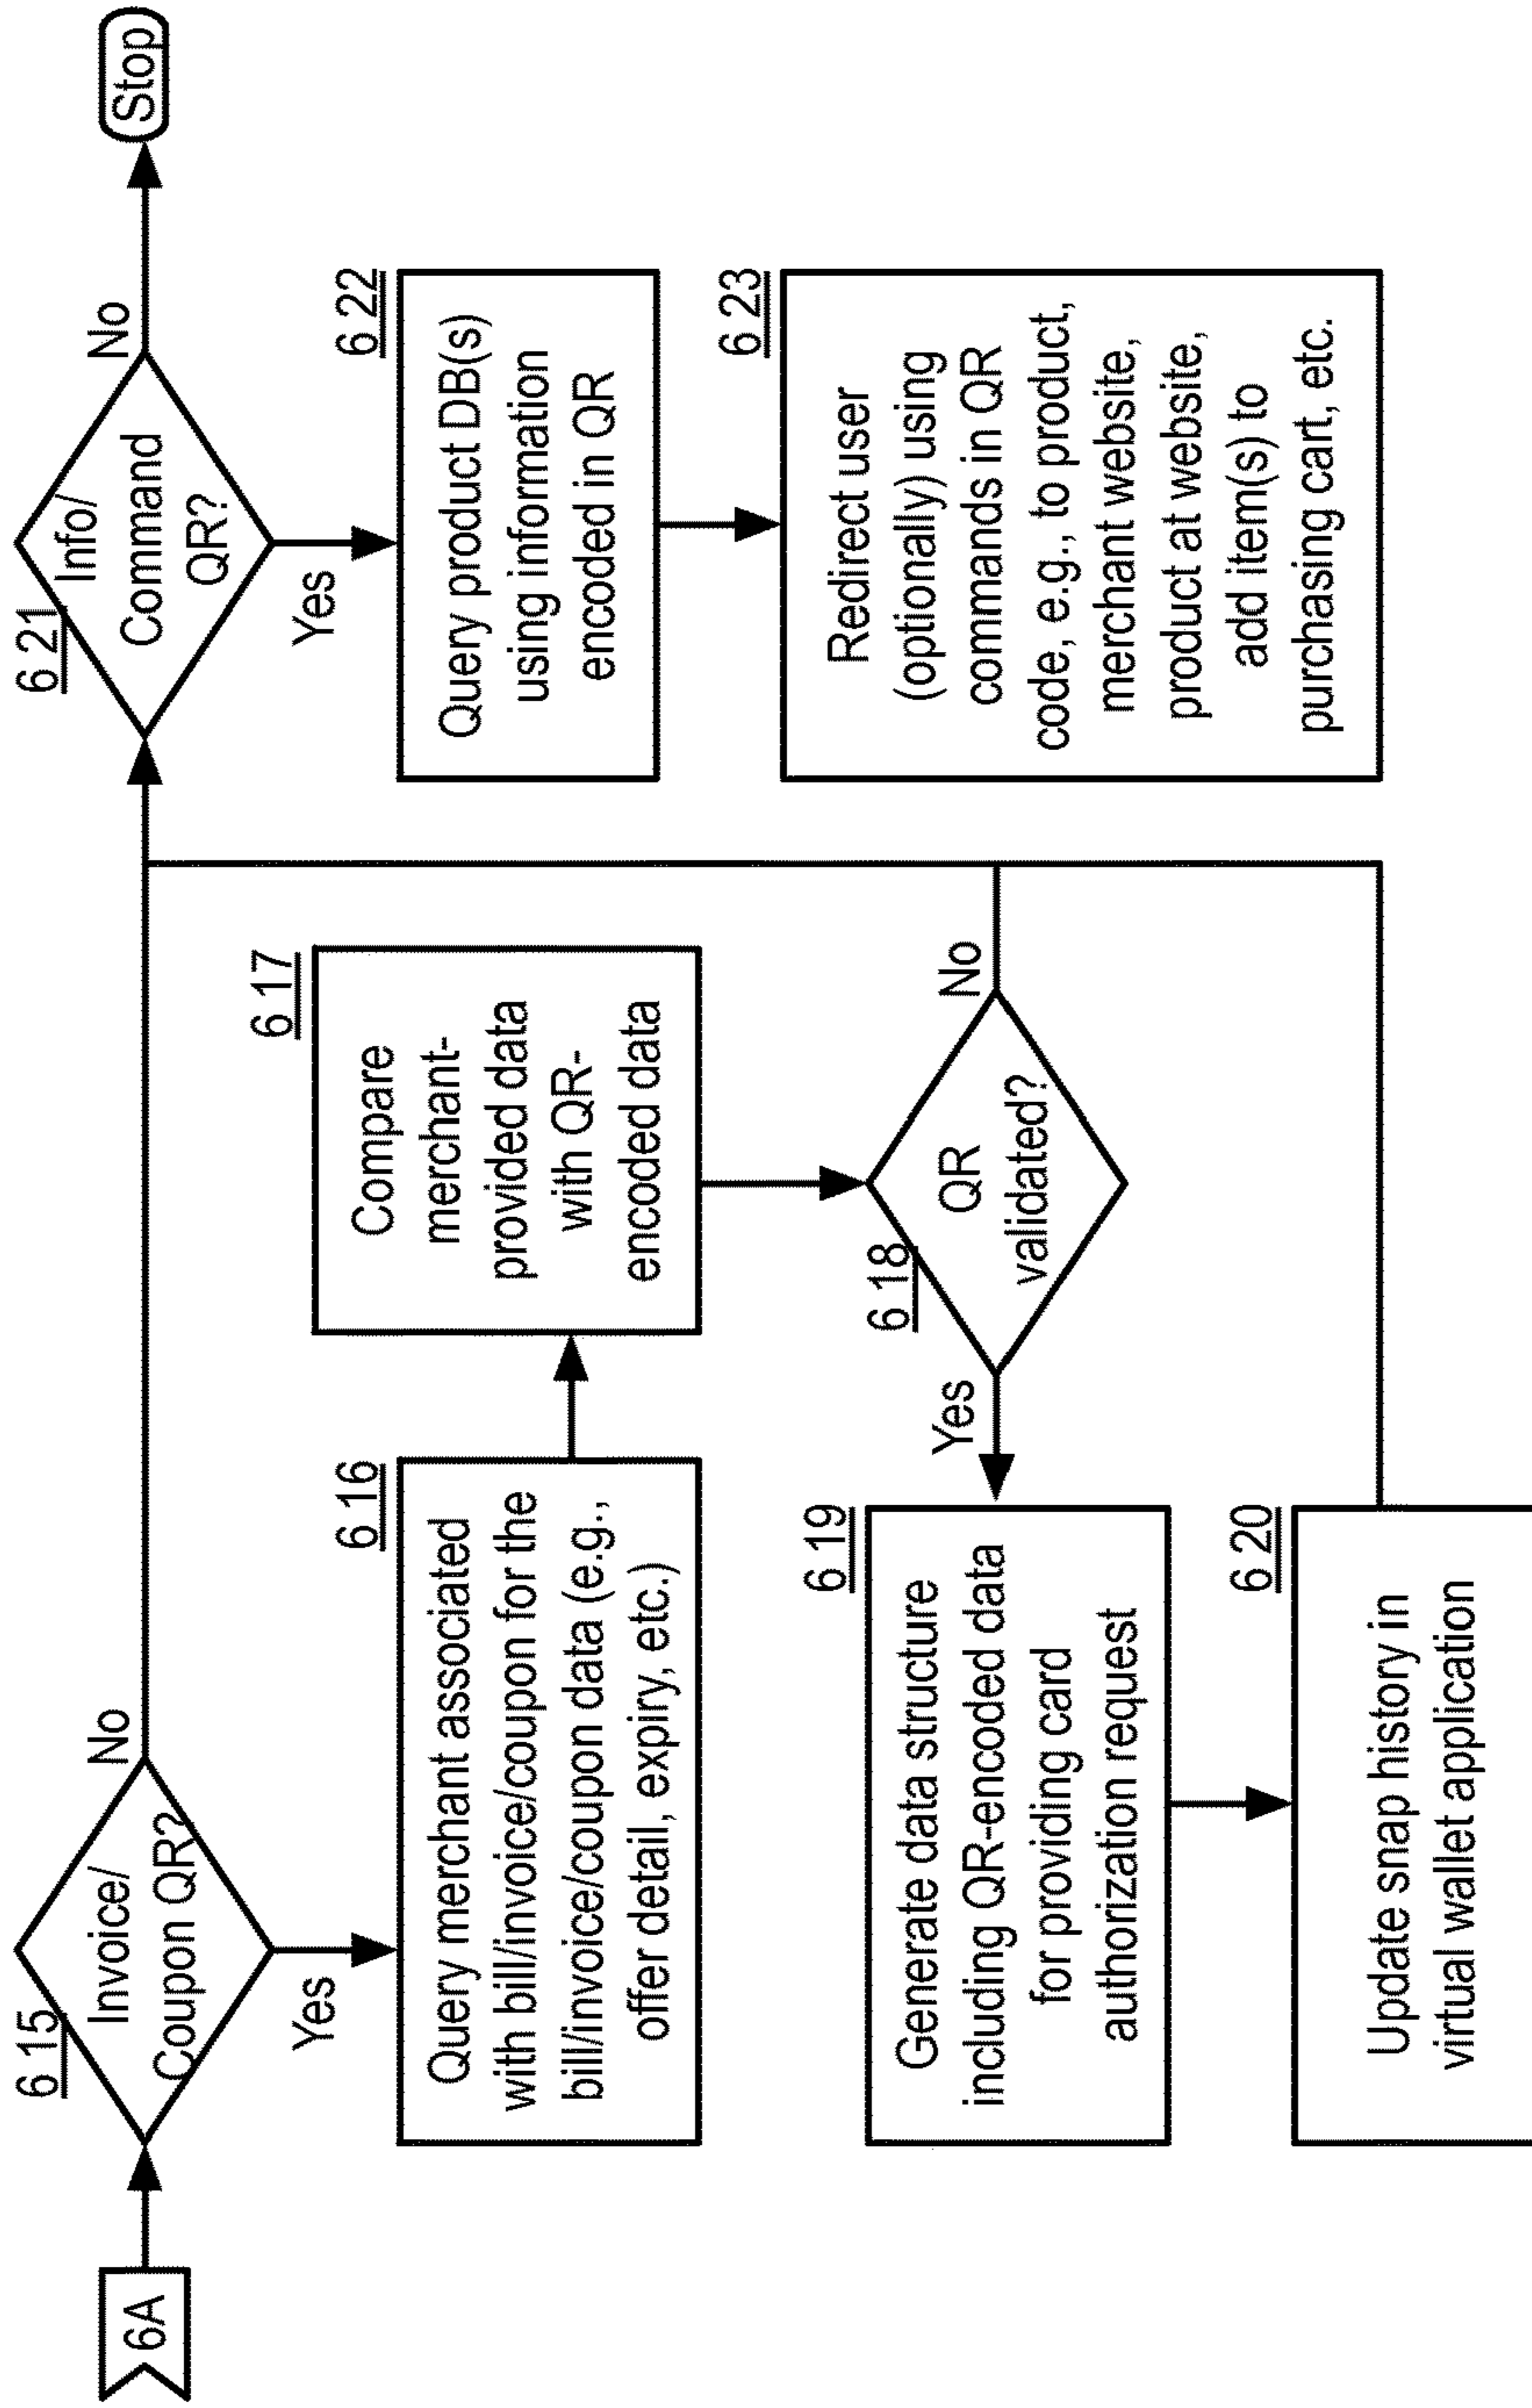 6A
6 15
Invoice/
Coupon QR?
No
Yes
6 16
Query merchant associated
with bill/invoice/coupon for the
bill/invoice/coupon data (e.g.,
offer detail, expiry, etc.)
6 17
Compare
merchant-
provided data
with QR-
encoded data
6 18
QR
validated?
No
Yes
6 19
Generate data structure
including QR-encoded data
for providing card
authorization request
6 20
Update snap history in
virtual wallet application
6 21
Info/
Command
QR?
No
Stop
Yes
6 22
Query product DB(s)
using information
encoded in QR
6 23
Redirect user
(optionally) using
commands in QR
code, e.g., to product,
merchant website,
product at website,
add item(s) to
purchasing cart, etc.